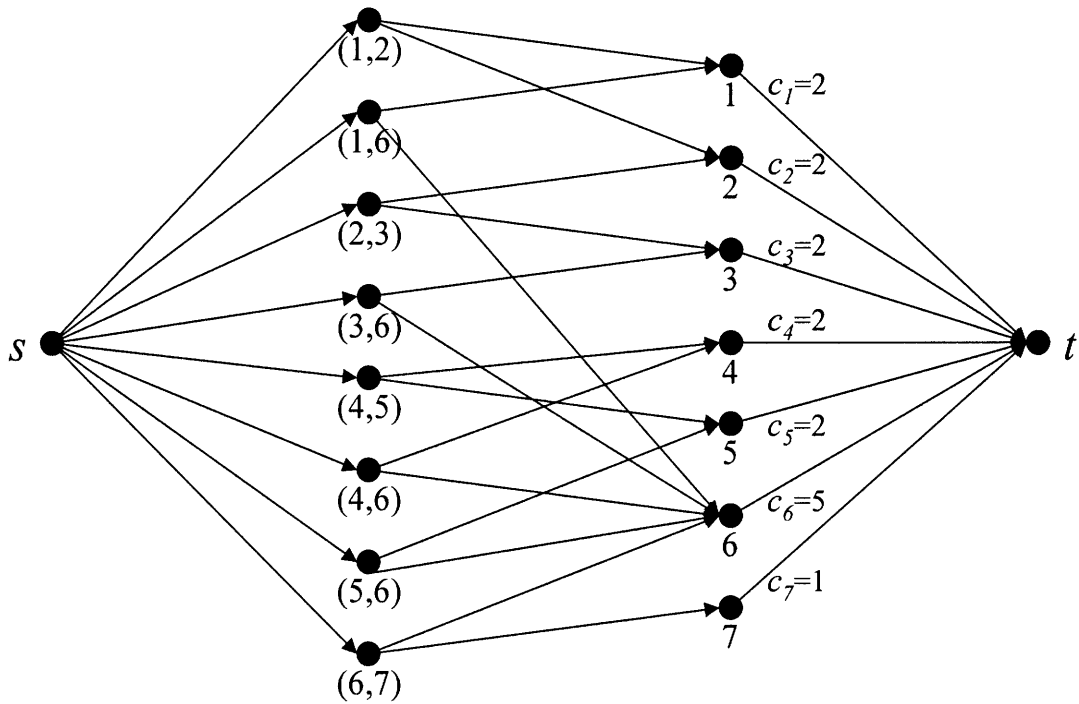 (1,2)
1
c1=2
(1,6)
2
c2=2
(2,3)
3
c3=2
(3,6)
s
4
c4=2
t
(4,5)
5
c5=2
(4,6)
6
c6=5
(5,6)
7
c7=1
(6,7)